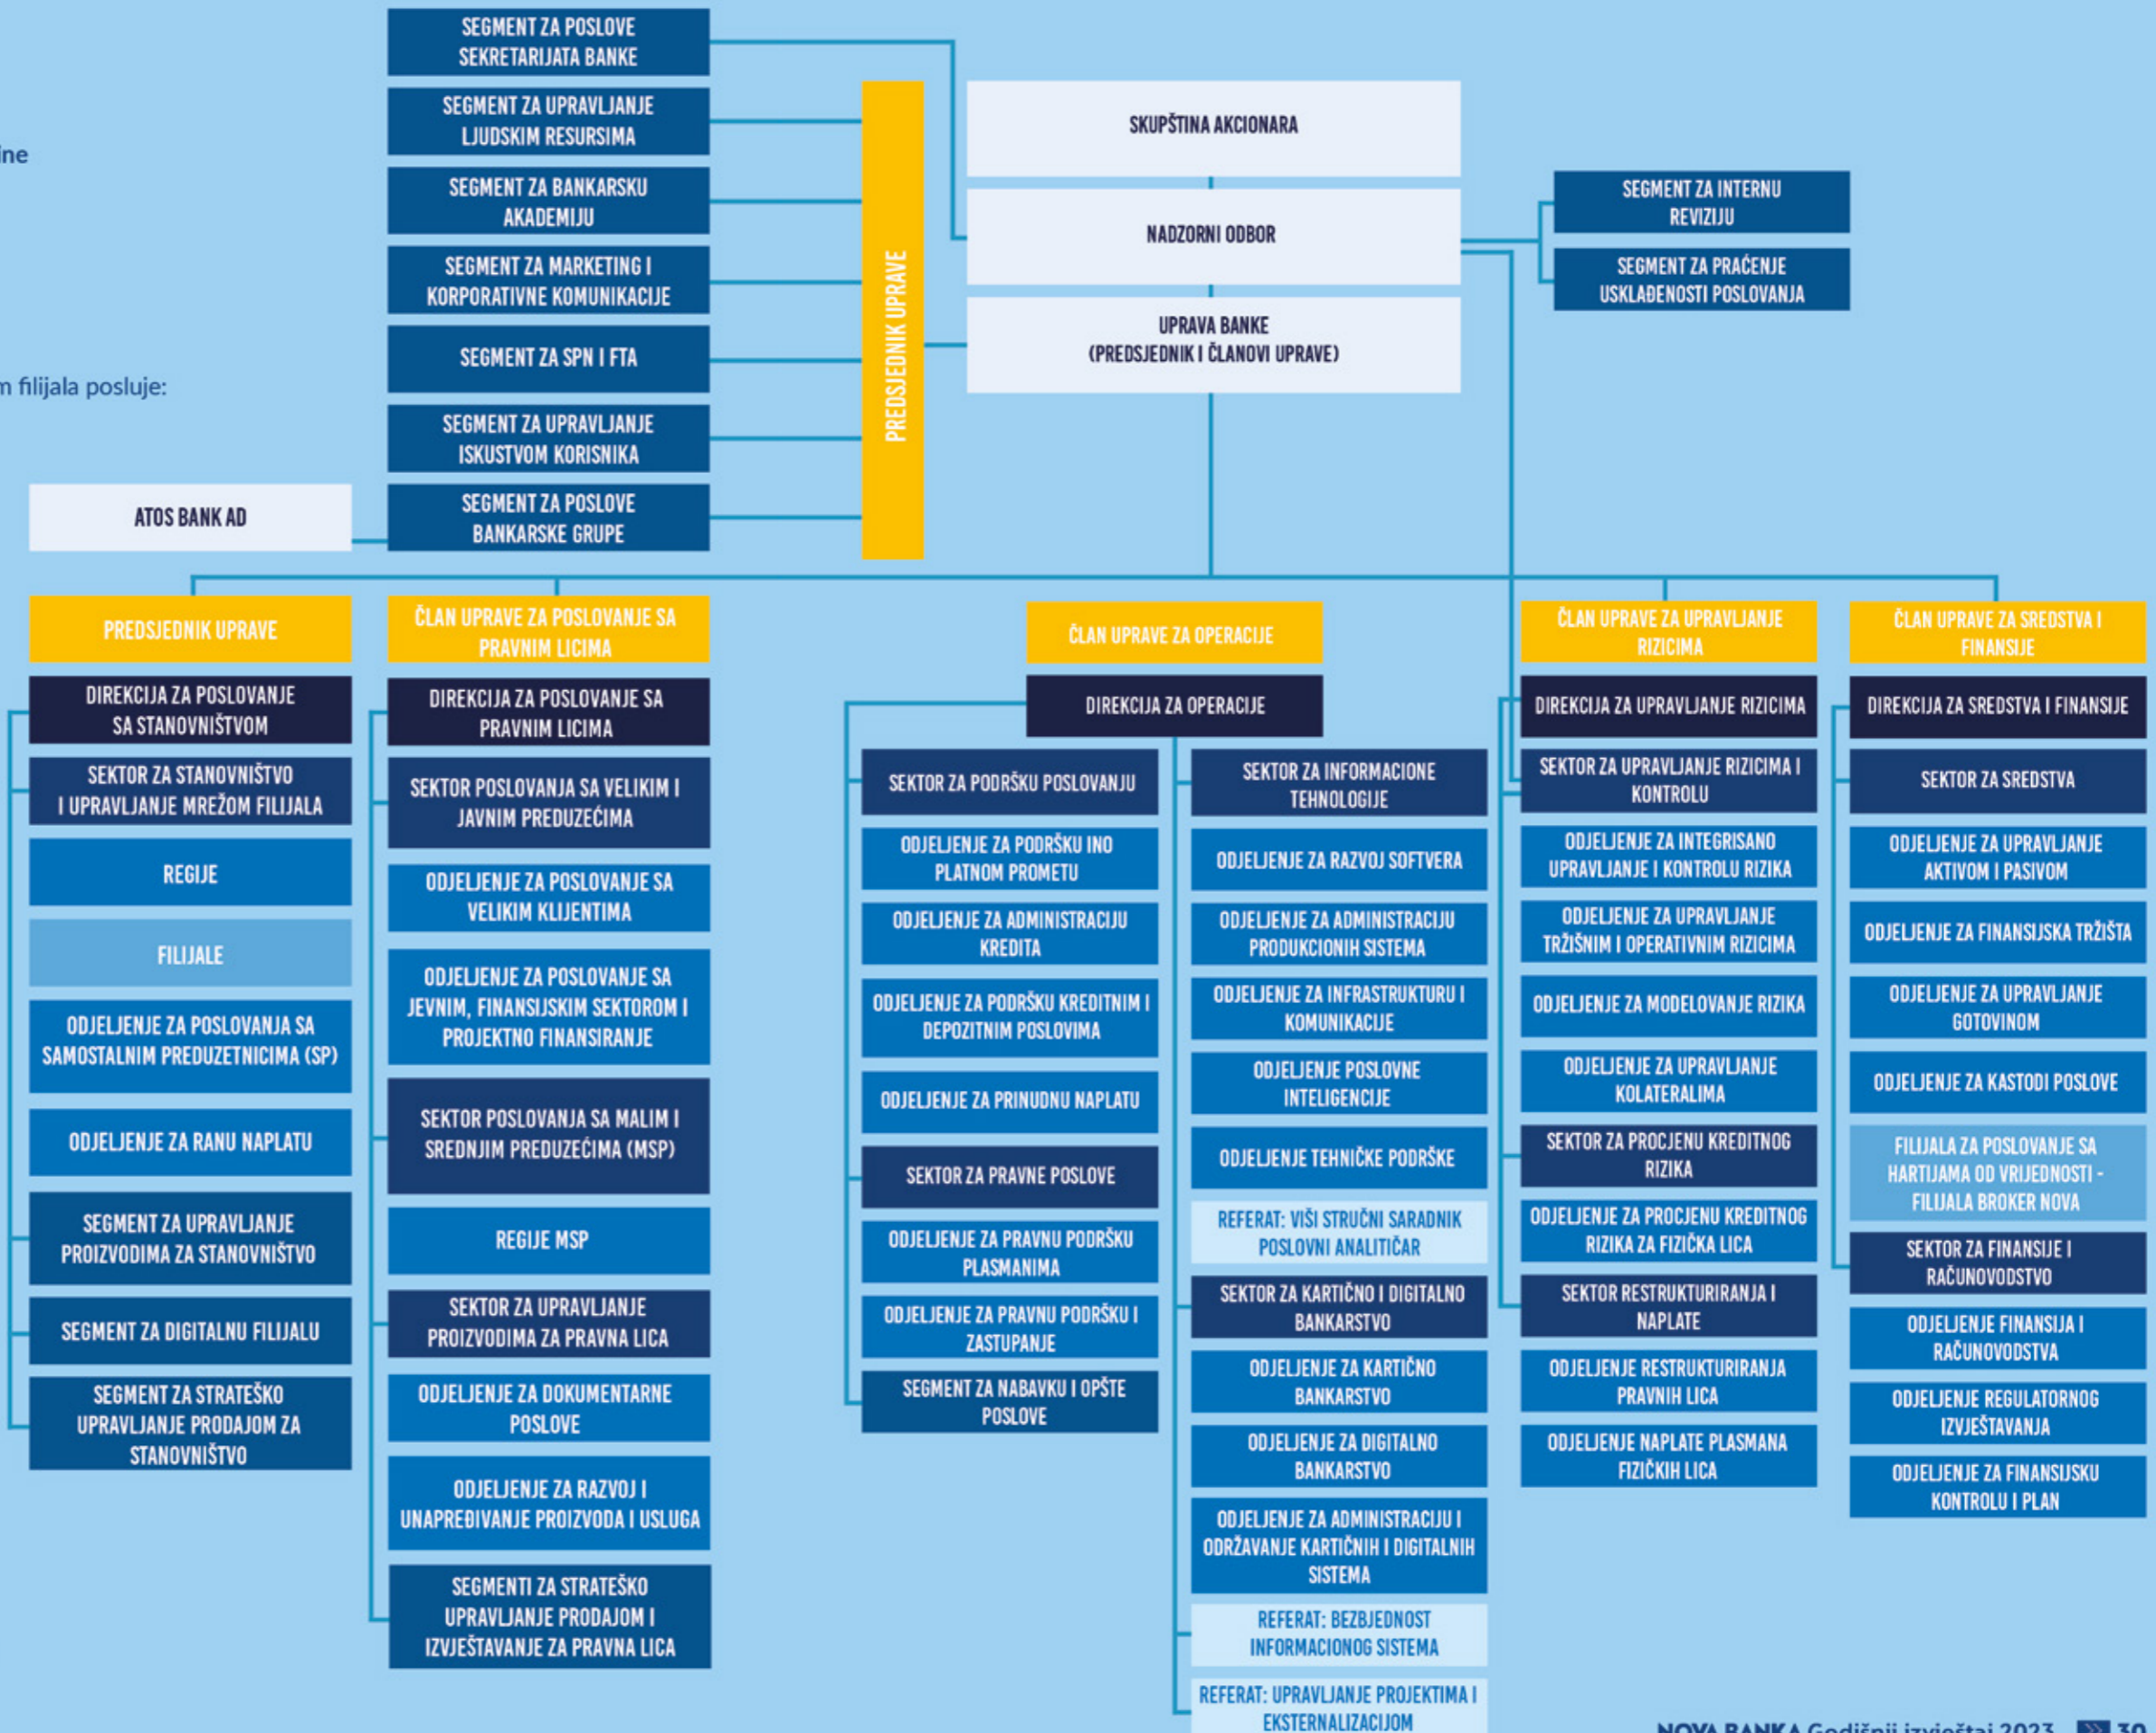 SEGMENT ZA POSLOVE
SEKRETARIJATA BANKE
SEGMENT ZA UPRAVLJANJE
LJUDSKIM RESURSIMA
SEGMENT ZA BANKARSKU
AKADEMIJU
SEGMENT ZA MARKETING I
KORPORATIVNE KOMUNIKACIJE
SEGMENT ZA SPN I FTA
SEGMENT ZA UPRAVLJANJE
ISKUSTVOM KORISNIKA
SEGMENT ZA POSLOVE
BANKARSKE GRUPE
ine
m filijala posluje:
ATOS BANK AD
PREDSJEDNIK UPRAVE
SKUPŠTINA AKCIONARA
NADZORNI ODBOR
UPRAVA BANKE
(PREDSJEDNIK I ČLANOVI UPRAVE)
SEGMENT ZA INTERNU
REVIZIJU
SEGMENT ZA PRAĆENJE
USKLAĐENOSTI POSLOVANJA
PREDSJEDNIK UPRAVE
DIREKCIJA ZA POSLOVANJE
SA STANOVNIŠTVOM
SEKTOR ZA STANOVNIŠTVO
I UPRAVLJANJE MREŽOM FILIJALA
REGIJE
FILIJALE
ODJELJENJE ZA POSLOVANJA SA
SAMOSTALNIM PREDUZETNICIMA (SP)
ODJELJENJE ZA RANU NAPLATU
SEGMENT ZA UPRAVLJANJE
PROIZVODIMA ZA STANOVNIŠTVO
SEGMENT ZA DIGITALNU FILIJALU
SEGMENT ZA STRATEŠKO
UPRAVLJANJE PRODAJOM ZA
STANOVNIŠTVO
ČLAN UPRAVE ZA POSLOVANJE SA
PRAVNIM LICIMA
DIREKCIJA ZA POSLOVANJE SA
PRAVNIM LICIMA
SEKTOR POSLOVANJA SA VELIKIM I
JAVNIM PREDUZEĆIMA
ODJELJENJE ZA POSLOVANJE SA
VELIKIM KLIJENTIMA
ODJELJENJE ZA POSLOVANJE SA
JEVNIM, FINANSIJSKIM SEKTOROM I
PROJEKTNO FINANSIRANJE
SEKTOR POSLOVANJA SA MALIM I
SREDNJIM PREDUZEĆIMA (MSP)
REGIJE MSP
SEKTOR ZA UPRAVLJANJE
PROIZVODIMA ZA PRAVNA LICA
ODJELJENJE ZA DOKUMENTARNE
POSLOVE
ODJELJENJE ZA RAZVOJ I
UNAPREĐIVANJE PROIZVODA I USLUGA
SEGMENTI ZA STRATEŠKO
UPRAVLJANJE PRODAJOM I
IZVJEŠTAVANJE ZA PRAVNA LICA
ČLAN UPRAVE ZA OPERACIJE
DIREKCIJA ZA OPERACIJE
SEKTOR ZA PODRŠKU POSLOVANJU
ODJELJENJE ZA PODRŠKU INO
PLATNOM PROMETU
ODJELJENJE ZA ADMINISTRACIJU
KREDITA
ODJELJENJE ZA PODRŠKU KREDITNIM I
DEPOZITNIM POSLOVIMA
ODJELJENJE ZA PRINUDNU NAPLATU
SEKTOR ZA PRAVNE POSLOVE
ODJELJENJE ZA PRAVNU PODRŠKU
PLASMANIMA
ODJELJENJE ZA PRAVNU PODRŠKU I
ZASTUPANJE
SEGMENT ZA NABAVKU I OPŠTE
POSLOVE
SEKTOR ZA INFORMACIONE
TEHNOLOGIJE
ODJELJENJE ZA RAZVOJ SOFTVERA
ODJELJENJE ZA ADMINISTRACIJU
PRODUKCIONIH SISTEMA
ODJELJENJE ZA INFRASTRUKTURU I
KOMUNIKACIJE
ODJELJENJE POSLOVNE
INTELIGENCIJE
ODJELJENJE TEHNIČKE PODRŠKE
REFERAT: VIŠI STRUČNI SARADNIK
POSLOVNI ANALITIČAR
SEKTOR ZA KARTIČNO I DIGITALNO
BANKARSTVO
ODJELJENJE ZA KARTIČNO
BANKARSTVO
ODJELJENJE ZA DIGITALNO
BANKARSTVO
ODJELJENJE ZA ADMINISTRACIJU I
ODRŽAVANJE KARTIČNIH I DIGITALNIH
SISTEMA
REFERAT: BEZBJEDNOST
INFORMACIONOG SISTEMA
REFERAT: UPRAVLJANJE PROJEKTIMA I
EKSTERNALIZACIJOM
ČLAN UPRAVE ZA UPRAVLJANJE
RIZICIMA
DIREKCIJA ZA UPRAVLJANJE RIZICIMA
SEKTOR ZA UPRAVLJANJE RIZICIMA I
KONTROLU
ODJELJENJE ZA INTEGRISANO
UPRAVLJANJE I KONTROLU RIZIKA
ODJELJENJE ZA UPRAVLJANJE
TRŽIŠNIM I OPERATIVNIM RIZICIMA
ODJELJENJE ZA MODELOVANJE RIZIKA
ODJELJENJE ZA UPRAVLJANJE
KOLATERALIMA
SEKTOR ZA PROCJENU KREDITNOG
RIZIKA
ODJELJENJE ZA PROCJENU KREDITNOG
RIZIKA ZA FIZIČKA LICA
SEKTOR RESTRUKTURIRANJA I
NAPLATE
ODJELJENJE RESTRUKTURIRANJA
PRAVNIH LICA
ODJELJENJE NAPLATE PLASMANA
FIZIČKIH LICA
ČLAN UPRAVE ZA SREDSTVA I
FINANSIJE
DIREKCIJA ZA SREDSTVA I FINANSIJE
SEKTOR ZA SREDSTVA
ODJELJENJE ZA UPRAVLJANJE
AKTIVOM I PASIVOM
ODJELJENJE ZA FINANSIJSKA TRŽIŠTA
ODJELJENJE ZA UPRAVLJANJE
GOTOVINOM
ODJELJENJE ZA KASTODI POSLOVE
FILIJALA ZA POSLOVANJE SA
HARTIJAMA OD VRIJEDNOSTI -
FILIJALA BROKER NOVA
SEKTOR ZA FINANSIJE I
RAČUNOVODSTVO
ODJELJENJE FINANSIJA I
RAČUNOVODSTVA
ODJELJENJE REGULATORNOG
IZVJEŠTAVANJA
ODJELJENJE ZA FINANSIJSKU
KONTROLU I PLAN
NOVA BANKA Godišnji izvještaj 2023 >>> 30